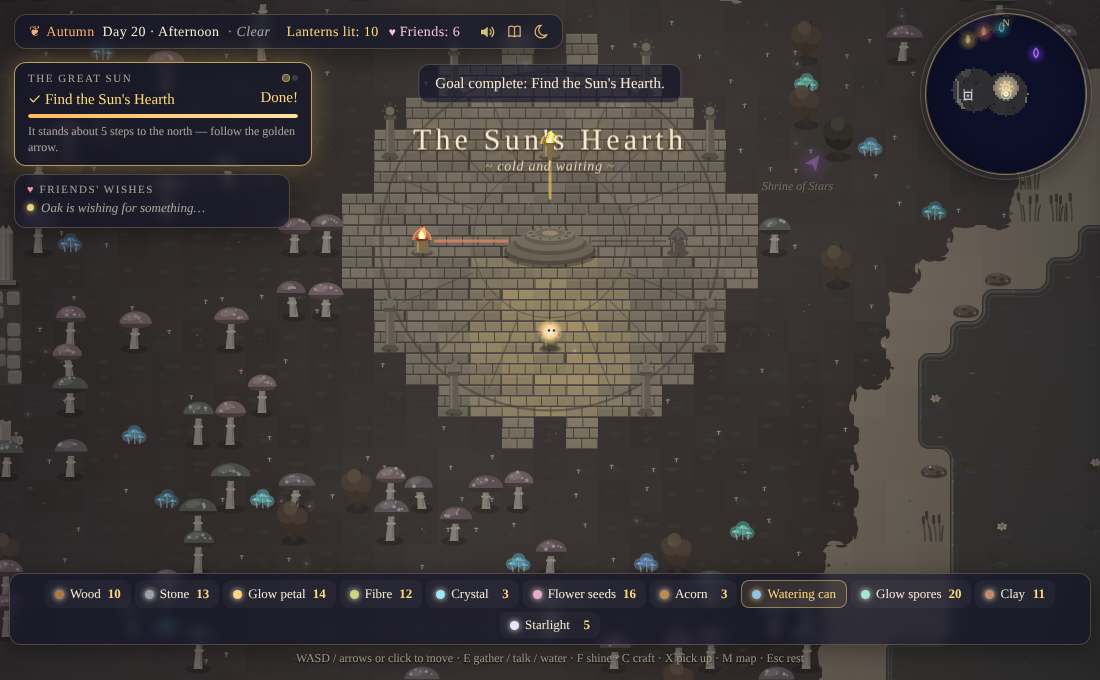 Autumn Day 20 · Afternoon · Clear Lanterns lit: 10 ♥ Friends: 6
N
THE GREAT SUN
✓ Find the Sun's Hearth Done!
It stands about 5 steps to the north — follow the golden
arrow.
Goal complete: Find the Sun's Hearth.
The Sun's Hearth
~ cold and waiting ~
♥ FRIENDS' WISHES
Oak is wishing for something…
Shrine of Stars
Wood 10 Stone 13 Glow petal 14 Fibre 12 Crystal 3 Flower seeds 16 Acorn 3 Watering can Glow spores 20 Clay 11
Starlight 5
WASD / arrows or click to move · E gather / talk / water · F shine · C craft · X pick up · M map · Esc rest